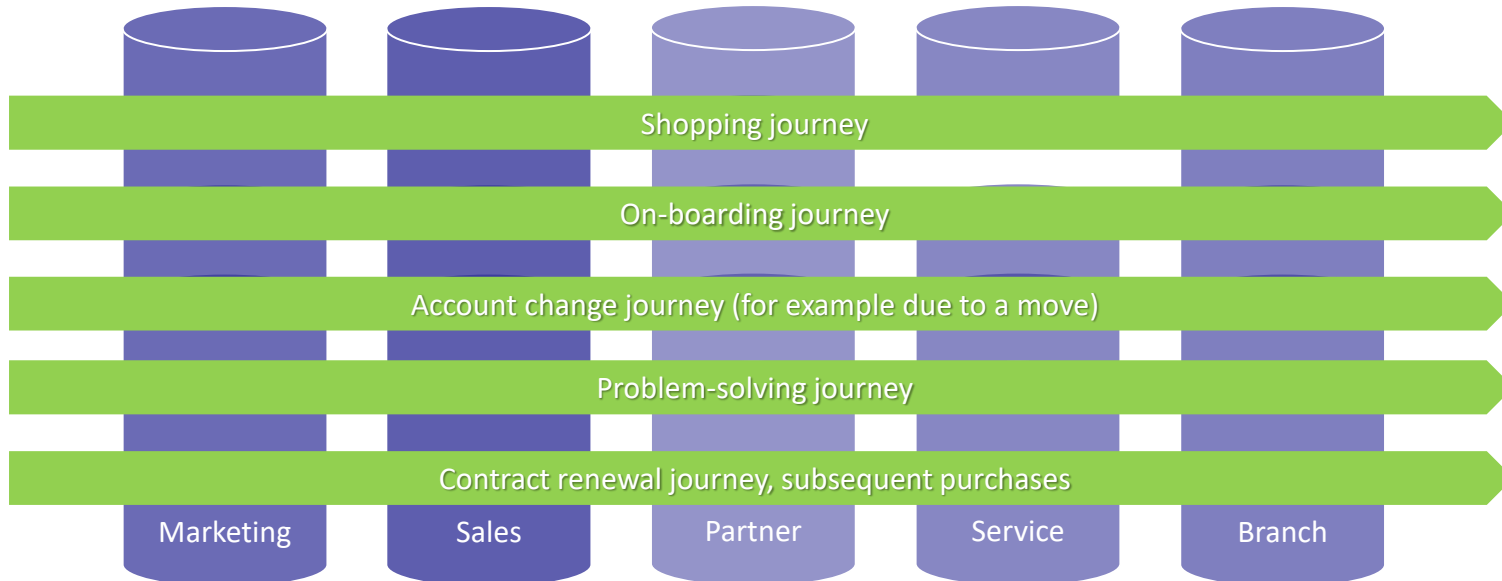 Shopping journey
On-boarding journey
Account change journey (for example due to a move)
Problem-solving journey
Contract renewal journey, subsequent purchases
Marketing
Sales
Partner
Service
Branch